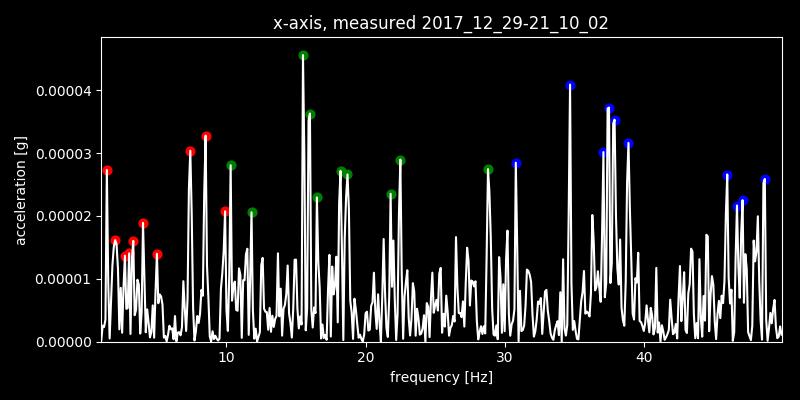 x-axis, measured 2017_12_29-21_10_02
0.00004
0.00003
0.00002
0.00001
0.00000
acceleration [g]
10 20 30 40
frequency [Hz]